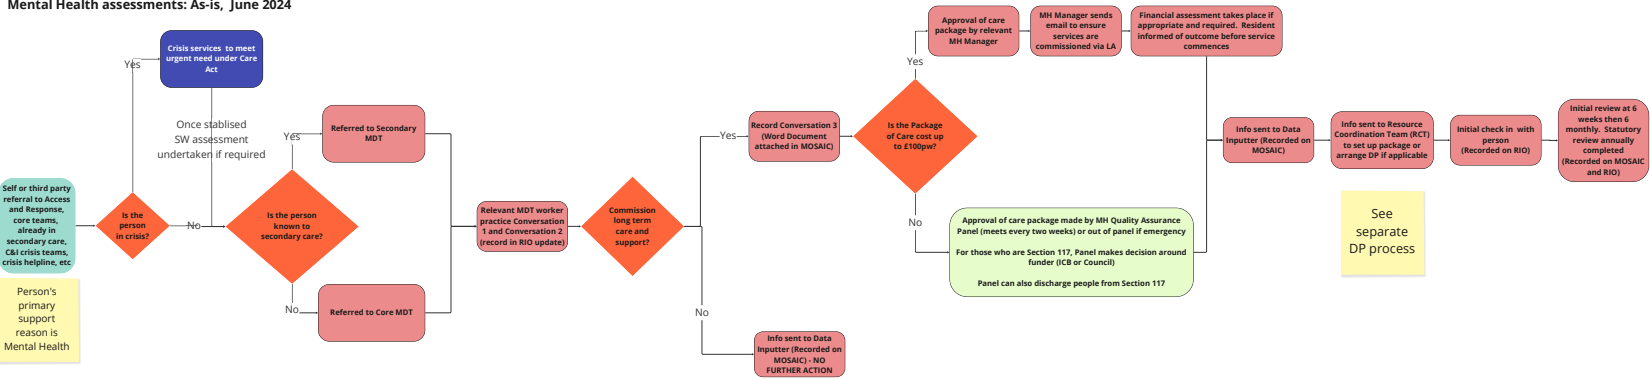 Mental Health assessments: As-is, June 2024
Self or third party
referral to Access
and Response,
core teams,
already in
secondary care,
C&I crisis teams,
crisis helpline, etc
Person's
primary
support
reason is
Mental Health
Is the
person
in crisis?
Yes
Crisis services to meet
urgent need under Care
Act
Once stablised
SW assessment
undertaken if required
No
Is the person
known to
secondary care?
Yes
Referred to Secondary
MDT
No
Referred to Core MDT
Relevant MDT worker
practice Conversation
1 and Conversation 2
(record in RIO update)
Commission
long term
care and
support?
Yes
Record Conversation 3
(Word Document
attached in MOSAIC)
No
Info sent to Data
Inputter (Recorded on
MOSAIC) - NO
FURTHER ACTION
Is the Package
of Care cost up
to £100pw?
Yes
Approval of care
package by relevant
MH Manager
MH Manager sends
email to ensure
services are
commissioned via LA
Financial assessment takes place if
appropriate and required. Resident
informed of outcome before service
commences
No
Approval of care package made by MH Quality Assurance
Panel (meets every two weeks) or out of panel if emergency
For those who are Section 117, Panel makes decision around
funder (ICB or Council)
Panel can also discharge people from Section 117
Info sent to Data
Inputter (Recorded on
MOSAIC)
Info sent to Resource
Coordination Team (RCT)
to set up package or
arrange DP if applicable
See
separate
DP process
Initial check in with
person
(Recorded on RIO)
Initial review at 6
weeks then 6
monthly. Statutory
review annually
completed
(Recorded on MOSAIC
and RIO)